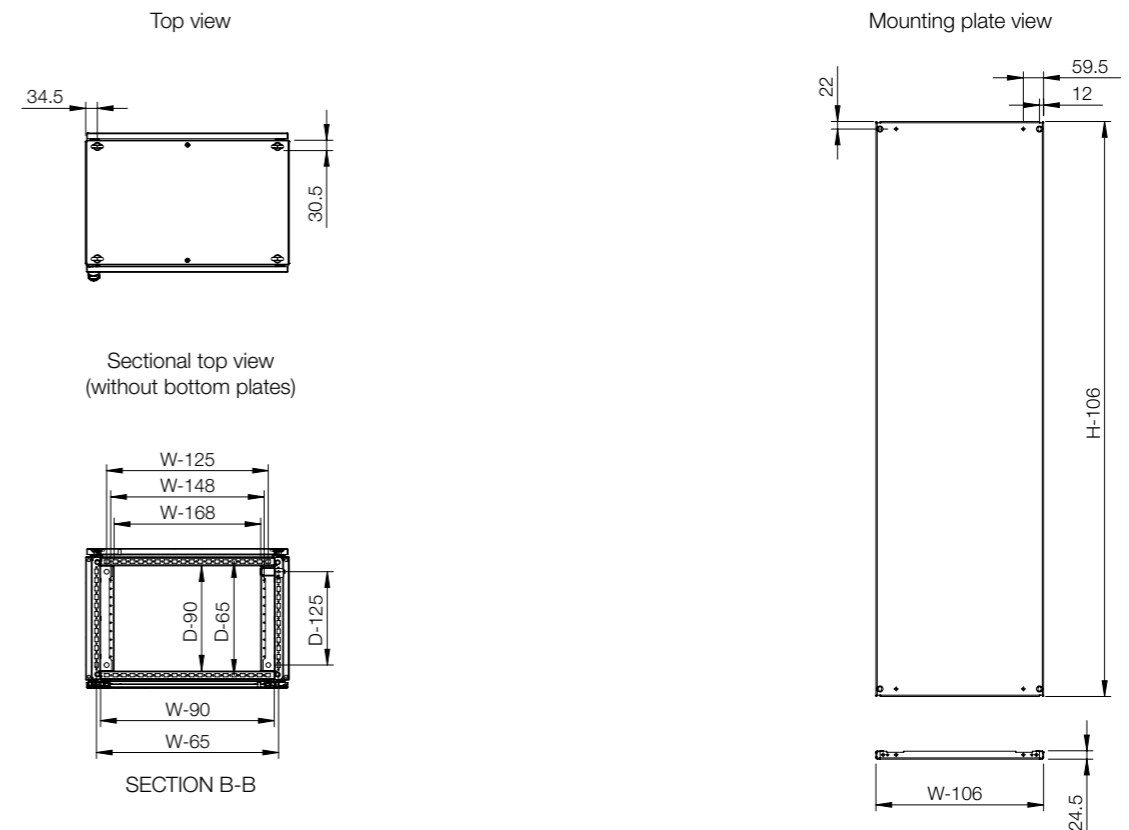 Top view
34.5
30.5
Sectional top view
(without bottom plates)
W-125
W-148
W-168
D-90
D-65
D-125
W-90
W-65
SECTION B-B
Mounting plate view
59.5
12
22
H-106
W-106
24.5